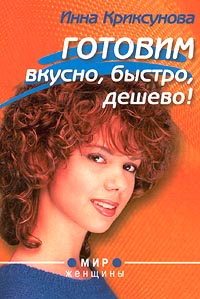 Инна Криксунова
ГОТОВИМ
вкусно, быстро,
дешево!
МИР
женщины